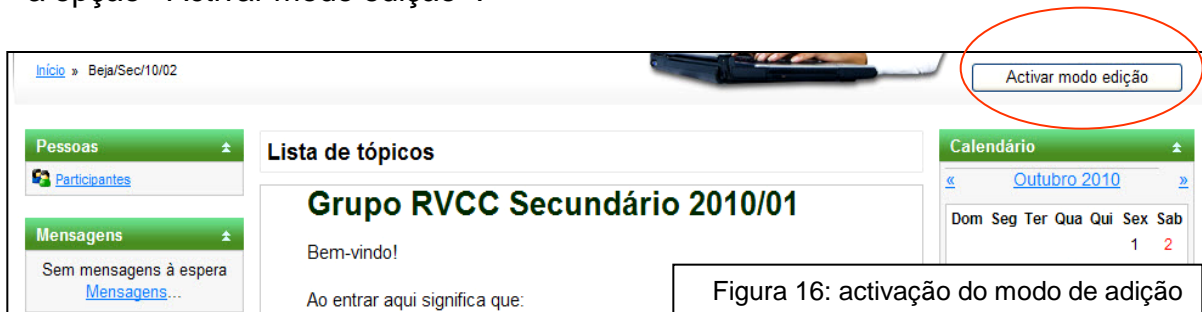 a opção "Activar modo edição".
Início » Beja/Sec/10/02
Activar modo edição
Pessoas
Participantes
Mensagens
Sem mensagens à espera
Mensagens...
Lista de tópicos
Grupo RVCC Secundário 2010/01
Bem-vindo!
Ao entrar aqui significa que:
Calendário
« Outubro 2010 »
Dom Seg Ter Qua Qui Sex Sab
1 2
Figura 16: activação do modo de adição